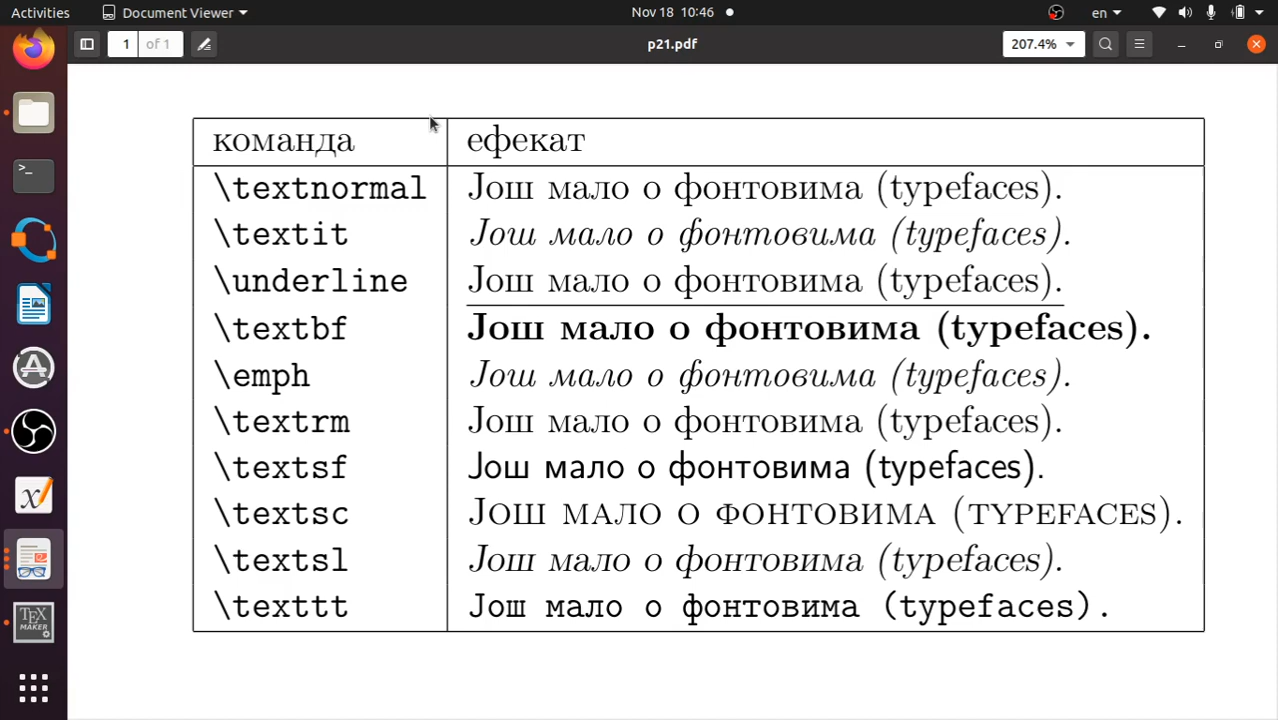 Activities Document Viewer Nov 18 10:46 en
1 of 1 p21.pdf 207.4%
команда ефекат
\textnormal Још мало о фонтовима (typefaces).
\textit Још мало о фонтовима (typefaces).
\underline Још мало о фонтовима (typefaces).
\textbf Још мало о фонтовима (typefaces).
\emph Још мало о фонтовима (typefaces).
\textrm Још мало о фонтовима (typefaces).
\textsf Још мало о фонтовима (typefaces).
\textsc Још мало о фонтовима (typefaces).
\textsl Још мало о фонтовима (typefaces).
\texttt Још мало о фонтовима (typefaces).
TEX
MAKER